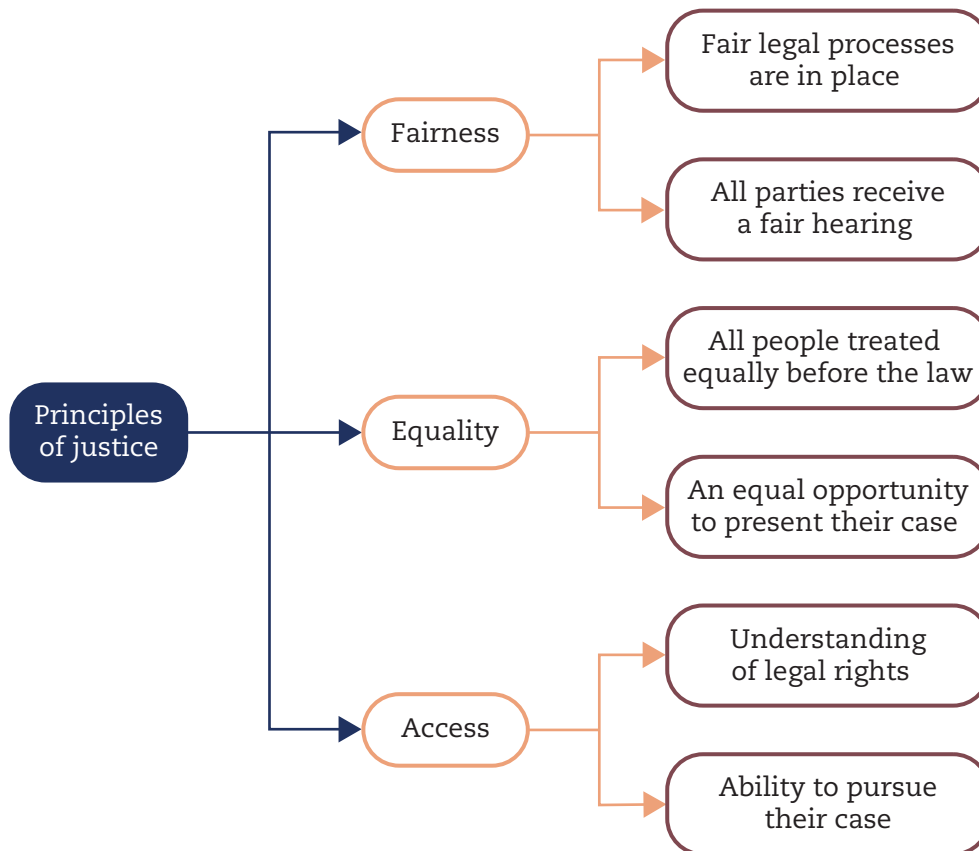 Principles
of justice
Fairness
Fair legal processes
are in place
All parties receive
a fair hearing
Equality
All people treated
equally before the law
An equal opportunity
to present their case
Access
Understanding
of legal rights
Ability to pursue
their case